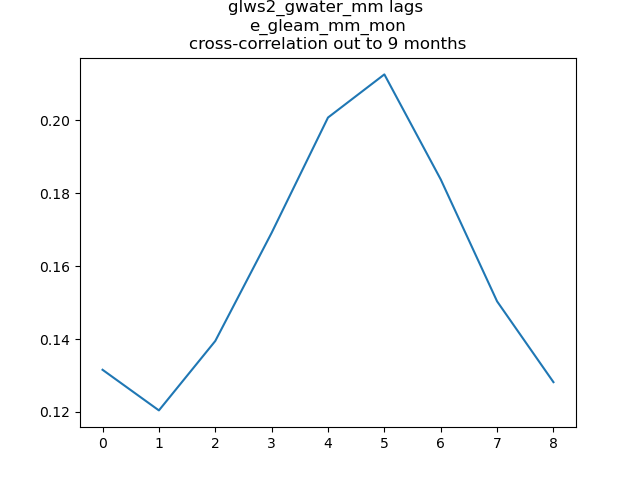 glws2_gwater_mm lags
e_gleam_mm_mon
cross-correlation out to 9 months
0.20
0.18
0.16
0.14
0.12
0 1 2 3 4 5 6 7 8